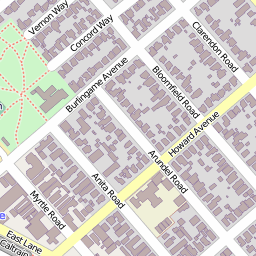 Vernon Way
Concord Way
Clarendon Road
Burlingame Avenue
Bloomfield Road
Howard Avenue
Arundel Road
Anita Road
Myrtle Road
East Lane
Caltrain